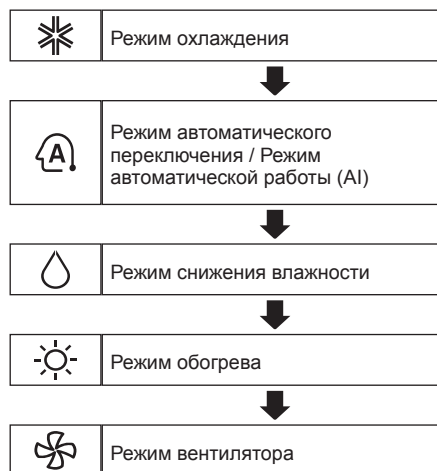 Режим охлаждения
A
Режим автоматического
переключения / Режим
автоматической работы (AI)
Режим снижения влажности
Режим обогрева
Режим вентилятора